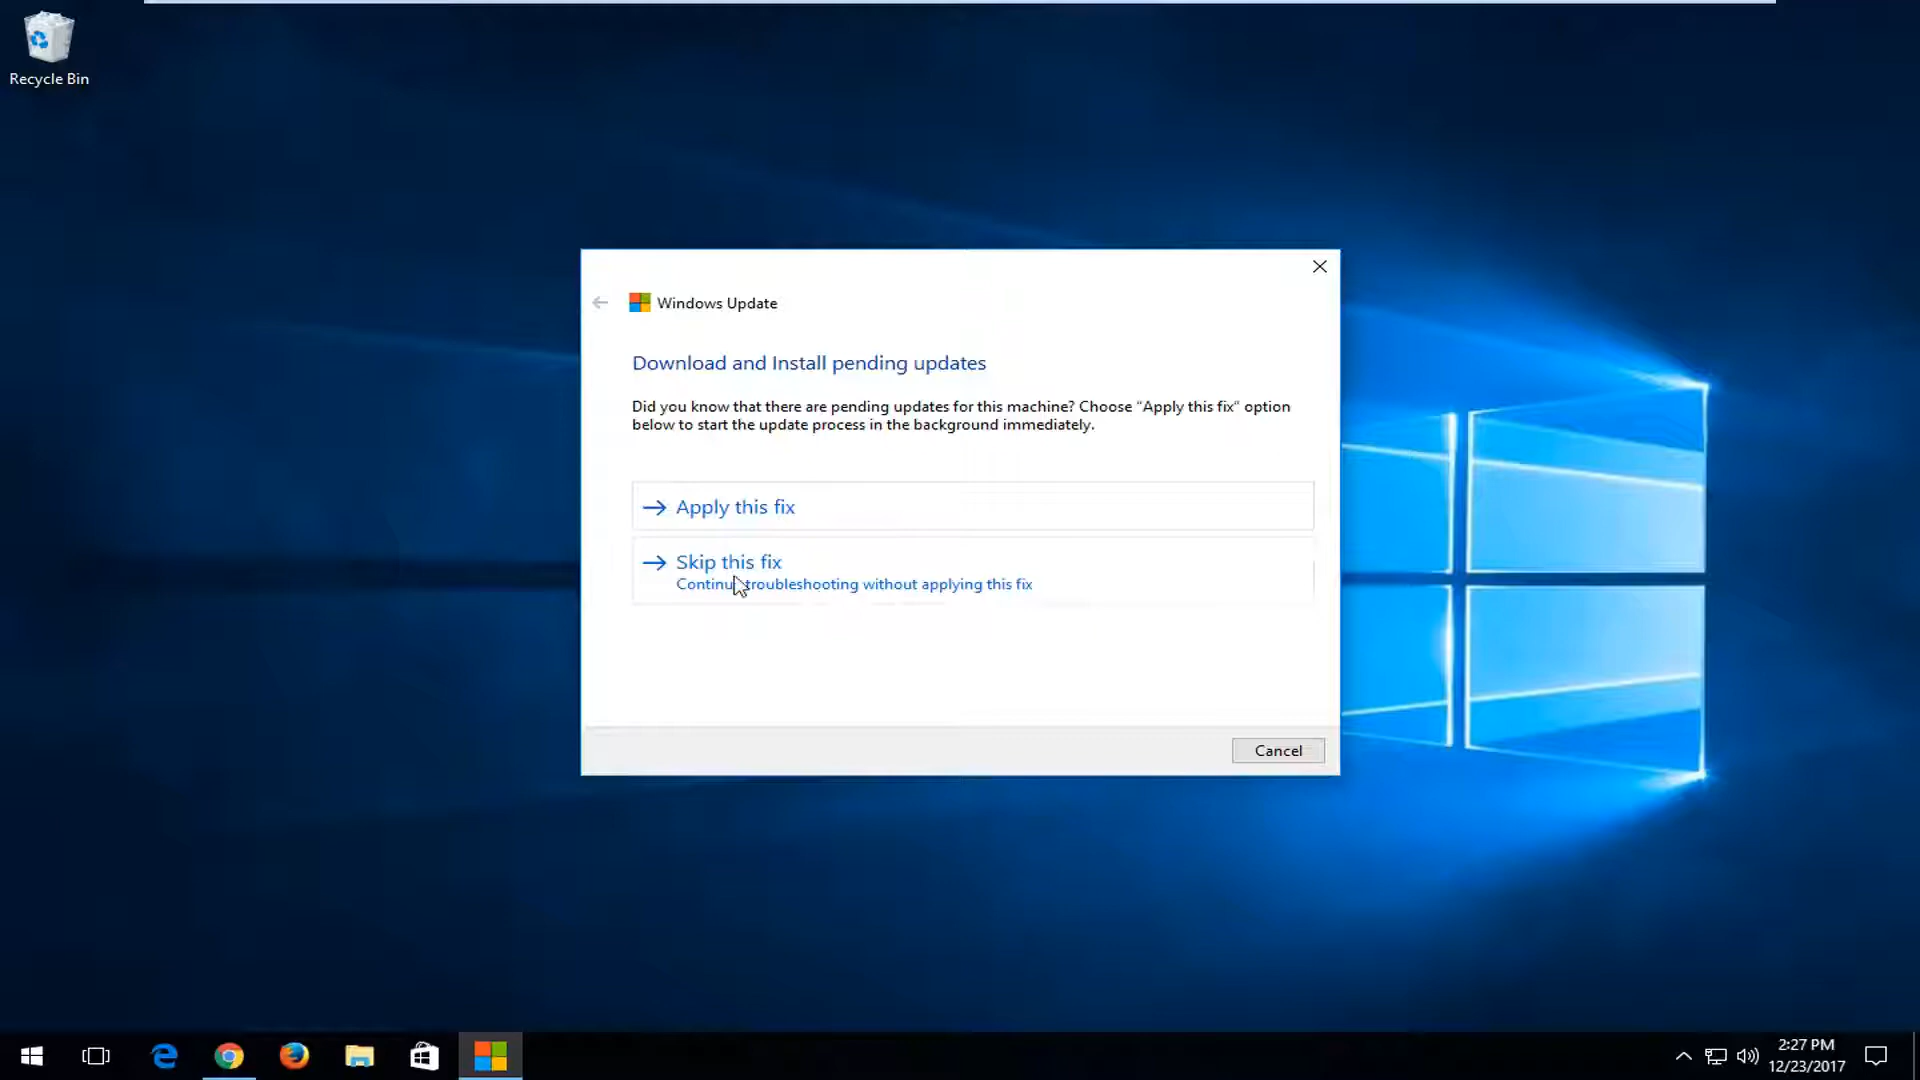 Recycle Bin
Windows Update
Download and Install pending updates
Did you know that there are pending updates for this machine? Choose “Apply this fix” option
below to start the update process in the background immediately.
Apply this fix
Skip this fix
Continue troubleshooting without applying this fix
Cancel
2:27 PM
12/23/2017